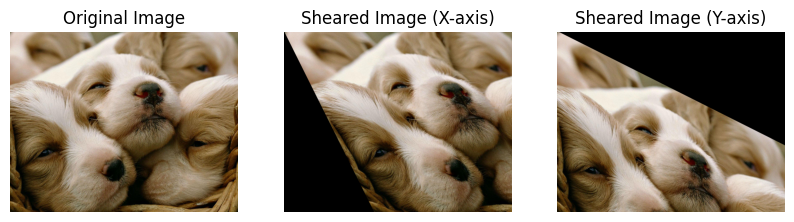 Original Image
Sheared Image (X-axis)
Sheared Image (Y-axis)